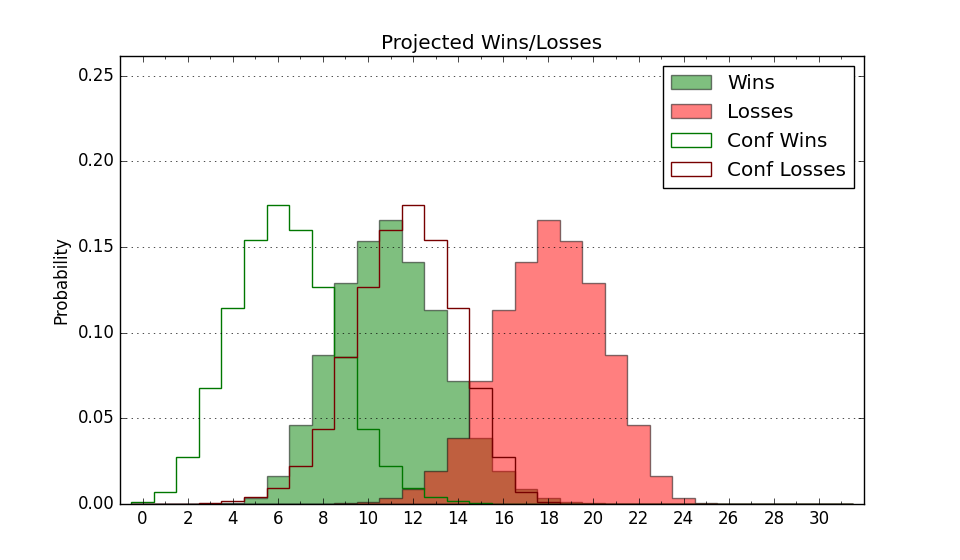 Projected Wins/Losses
0.25
0.20
0.15
0.10
0.05
0.00
Probability
Wins
Losses
Conf Wins
Conf Losses
0 2 4 6 8 10 12 14 16 18 20 22 24 26 28 30